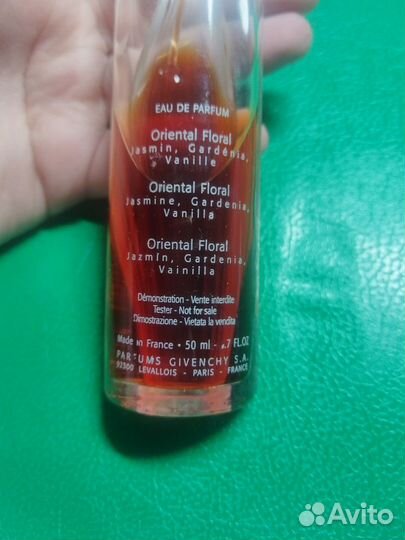 EAU DE PARFUM
Oriental Floral
Jasmin, Gardénia,
Vanille
Oriental Floral
Jasmine, Gardenia,
Vanilla
Oriental Floral
Jazmín, Gardenia,
Vainilla
Démonstration - Vente interdite
Tester - Not for sale
Dimostrazione - Vietata la vendita
Made in France • 50 ml - 1.7 FL.OZ
PARFUMS GIVENCHY S.A.
92300 LEVALLOIS - PARIS - FRANCE
Avito